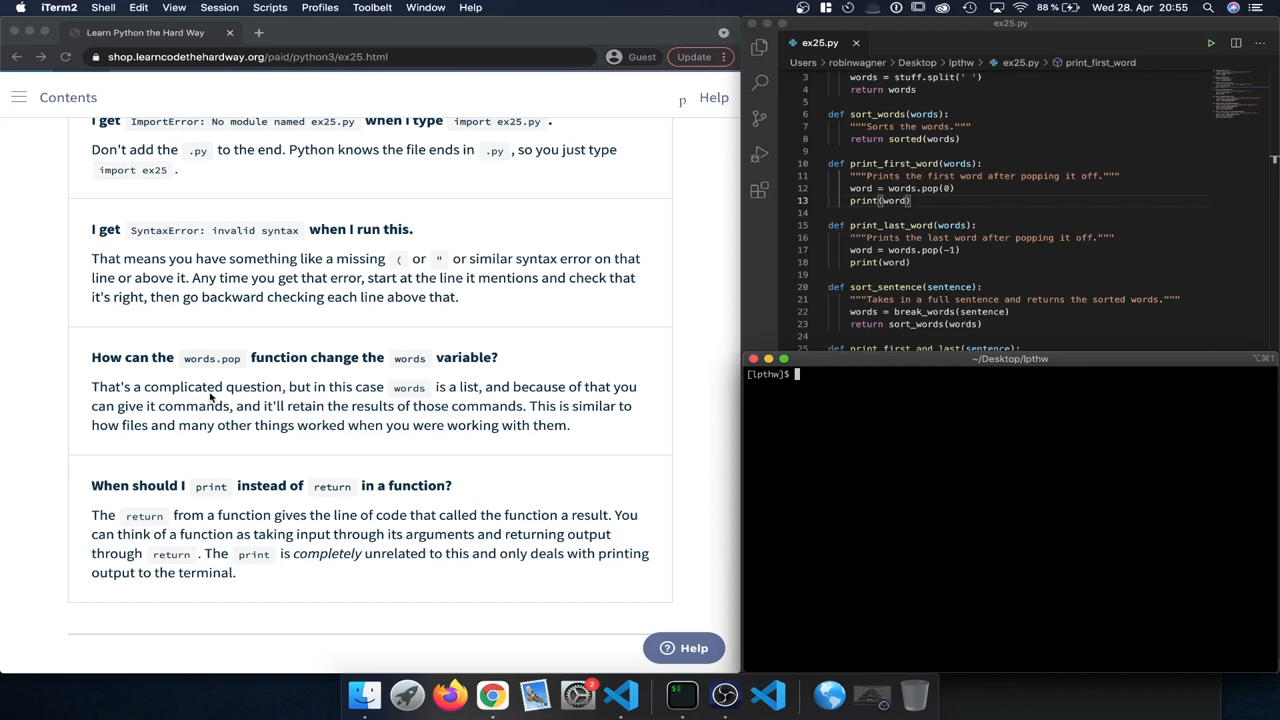 iTerm2 Shell Edit View Session Scripts Profiles Toolbelt Window Help 88 % Wed 28. Apr 20:55
Learn Python the Hard Way
shop.learncodethehardway.org/paid/python3/ex25.html Guest Update
Contents
p Help
I get ImportError: No module named ex25.py when I type import ex25.py .
Don't add the .py to the end. Python knows the file ends in .py , so you just type
import ex25 .
I get SyntaxError: invalid syntax when I run this.
That means you have something like a missing ( or " or similar syntax error on that
line or above it. Any time you get that error, start at the line it mentions and check that
it's right, then go backward checking each line above that.
How can the words.pop function change the words variable?
That's a complicated question, but in this case words is a list, and because of that you
can give it commands, and it'll retain the results of those commands. This is similar to
how files and many other things worked when you were working with them.
When should I print instead of return in a function?
The return from a function gives the line of code that called the function a result. You
can think of a function as taking input through its arguments and returning output
through return . The print is completely unrelated to this and only deals with printing
output to the terminal.
Help
ex25.py
ex25.py
Users › robinwagner › Desktop › lpthw › ex25.py › print_first_word
3 words = stuff.split(' ')
4 return words
5
6 def sort_words(words):
7 """Sorts the words."""
8 return sorted(words)
9
10 def print_first_word(words):
11 """Prints the first word after popping it off."""
12 word = words.pop(0)
13 print(word)
14
15 def print_last_word(words):
16 """Prints the last word after popping it off."""
17 word = words.pop(-1)
18 print(word)
19
20 def sort_sentence(sentence):
21 """Takes in a full sentence and returns the sorted words."""
22 words = break_words(sentence)
23 return sort_words(words)
24
25 def print_first_and_last(sentence):
~/Desktop/lpthw ⌥⌘1
[lpthw]$
2